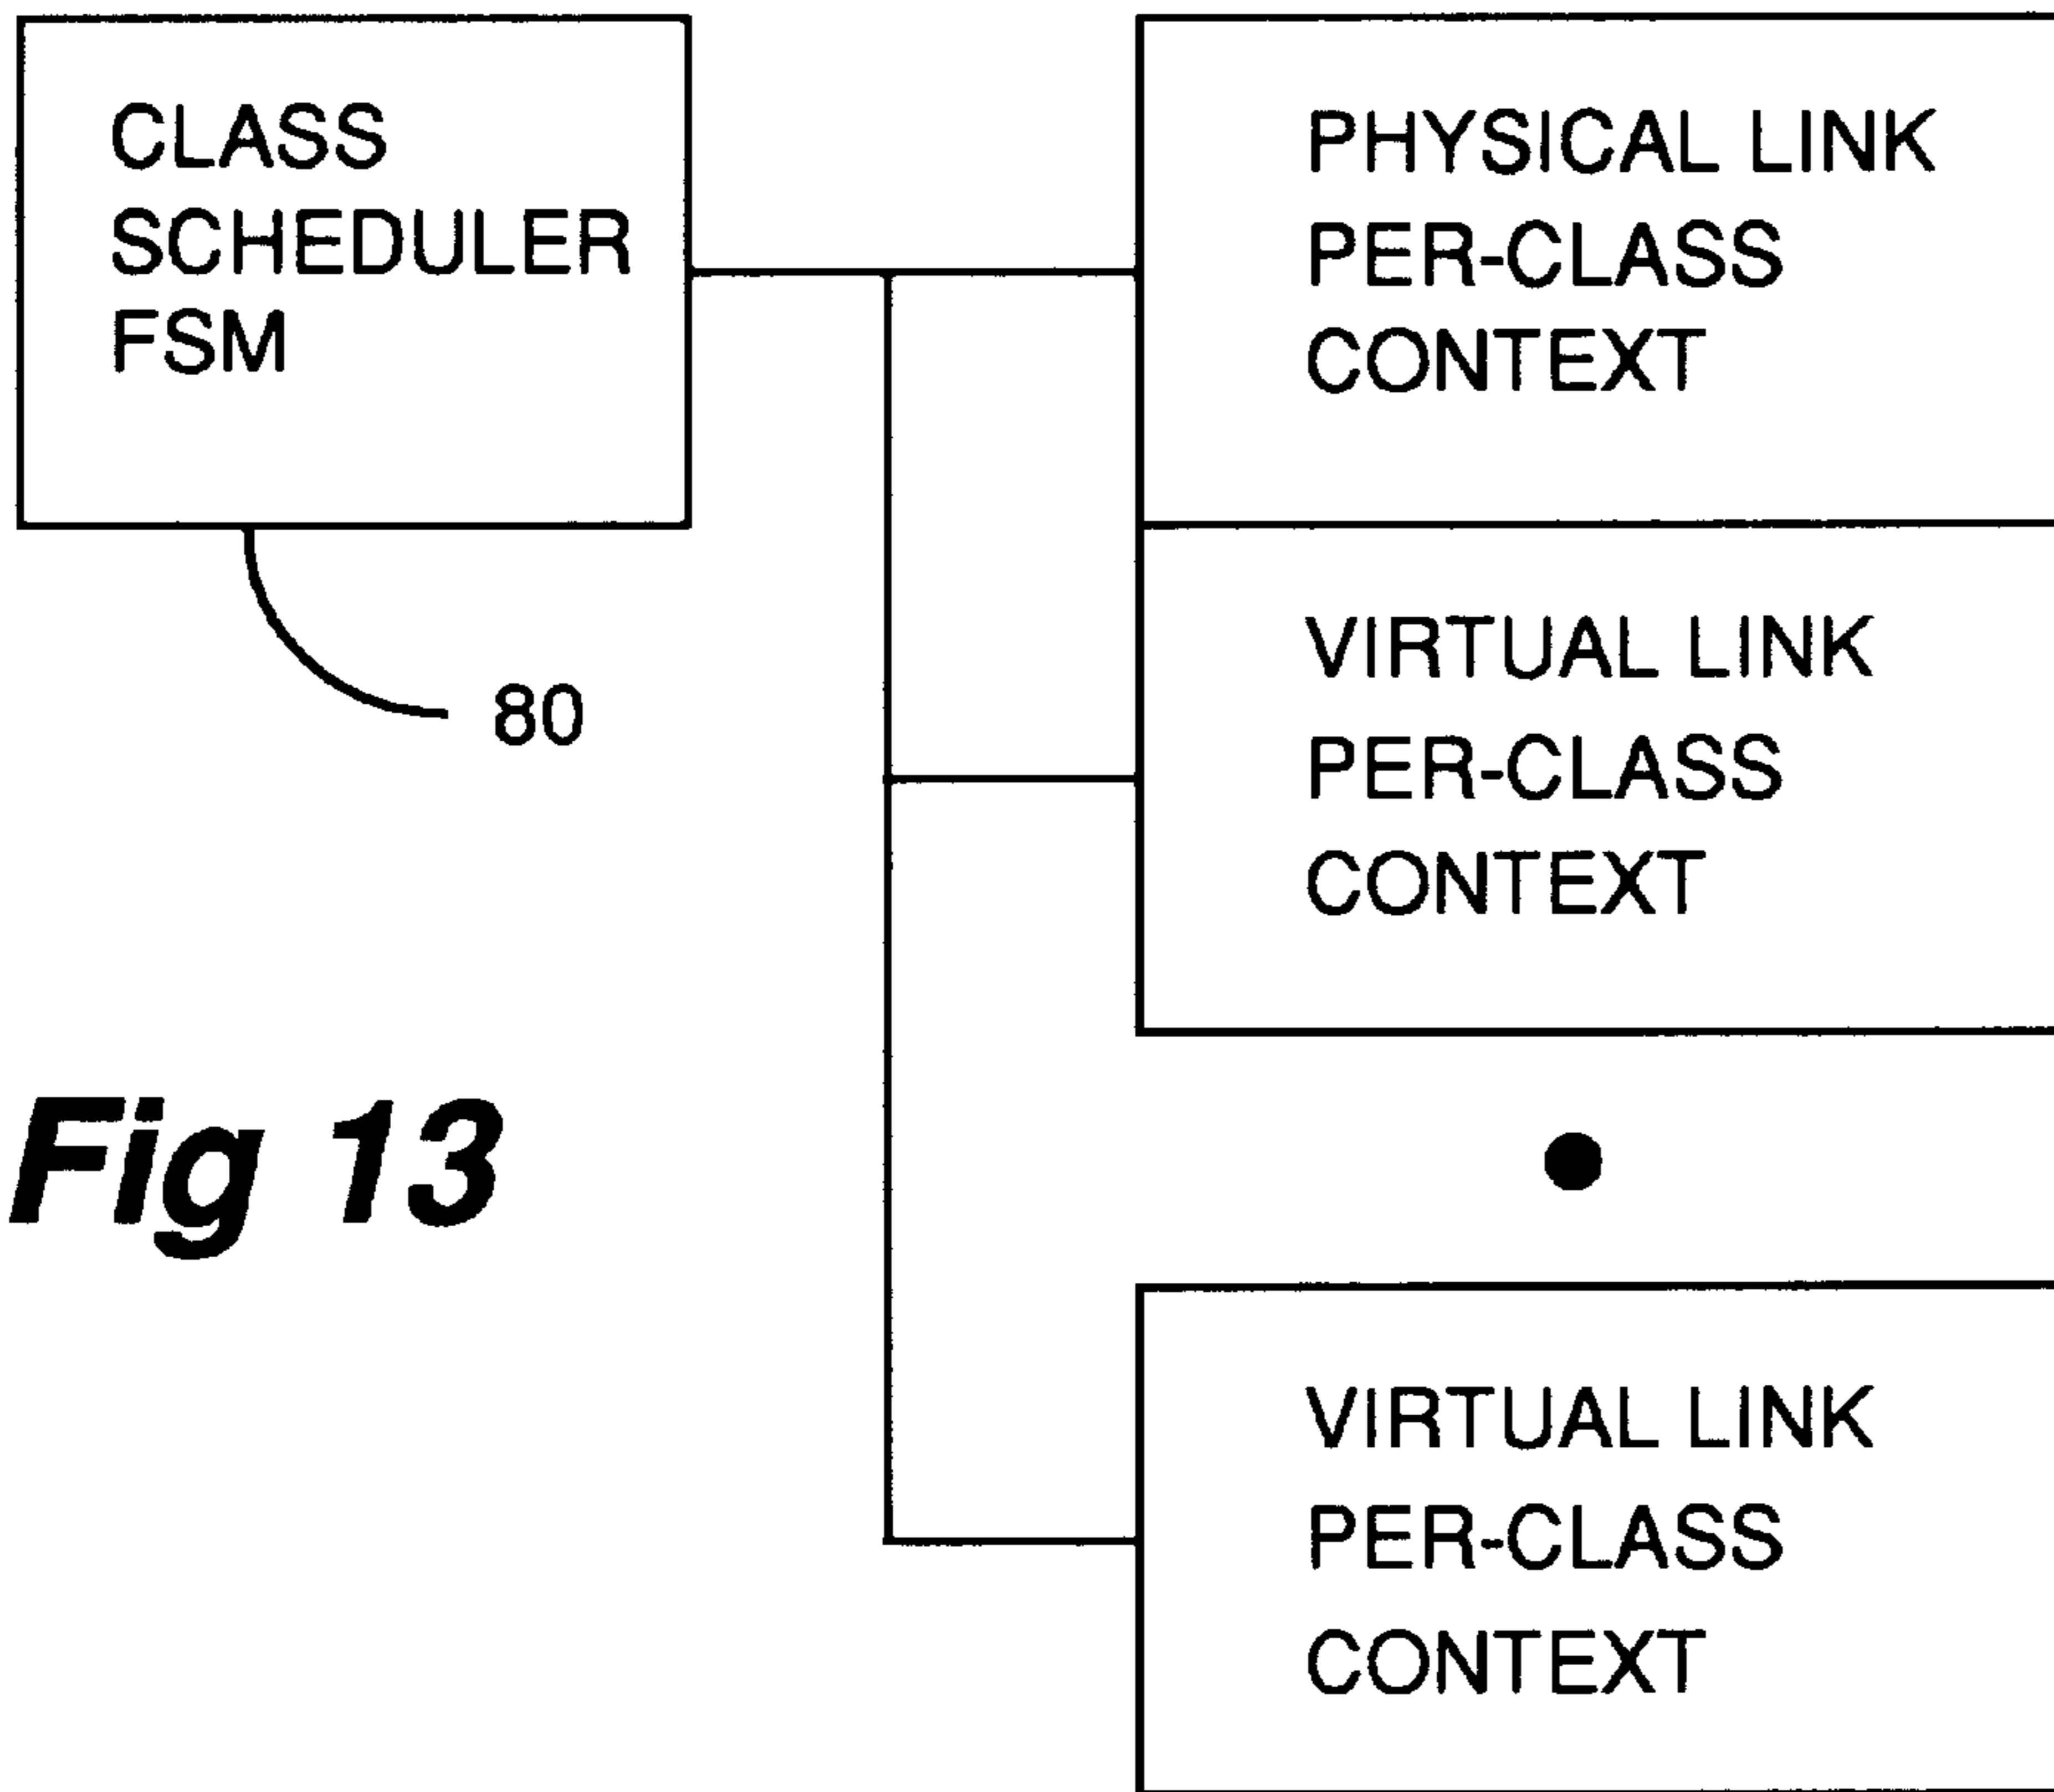 CLASS
SCHEDULER
FSM
80
PHYSICAL LINK
PER-CLASS
CONTEXT
VIRTUAL LINK
PER-CLASS
CONTEXT
VIRTUAL LINK
PER-CLASS
CONTEXT
Fig 13